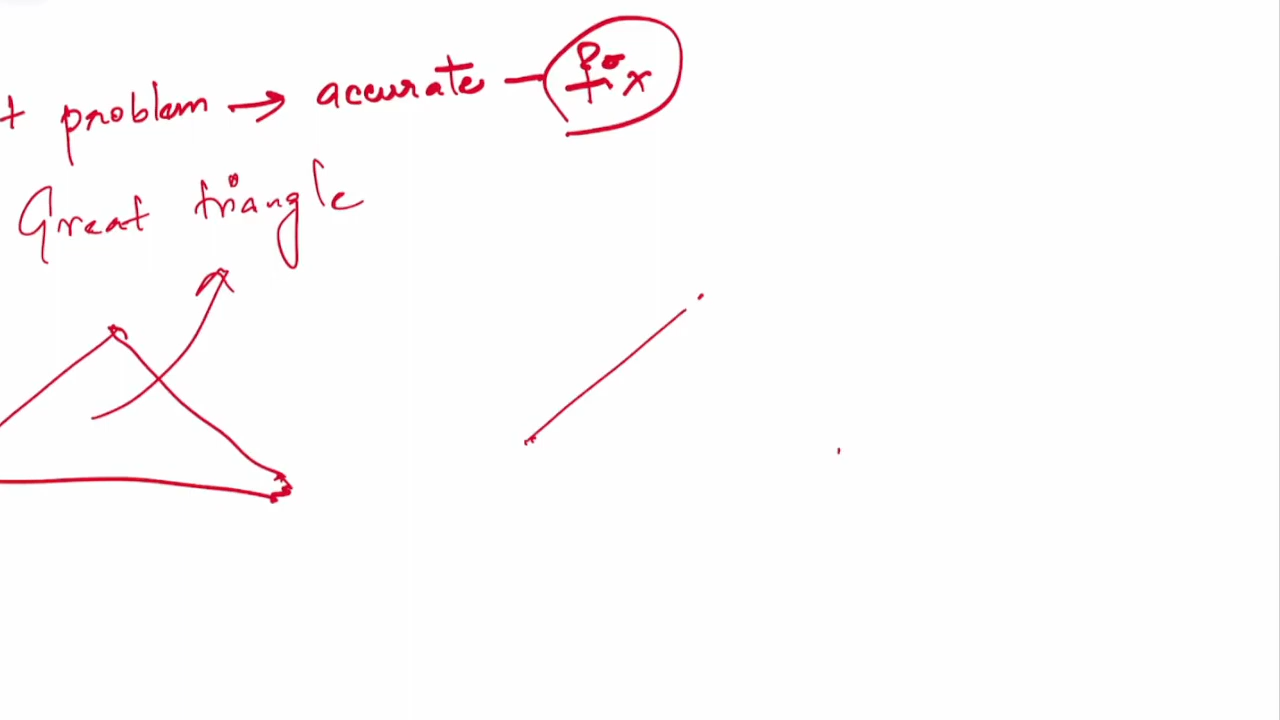 + problem → accurate - fix
Great triangle